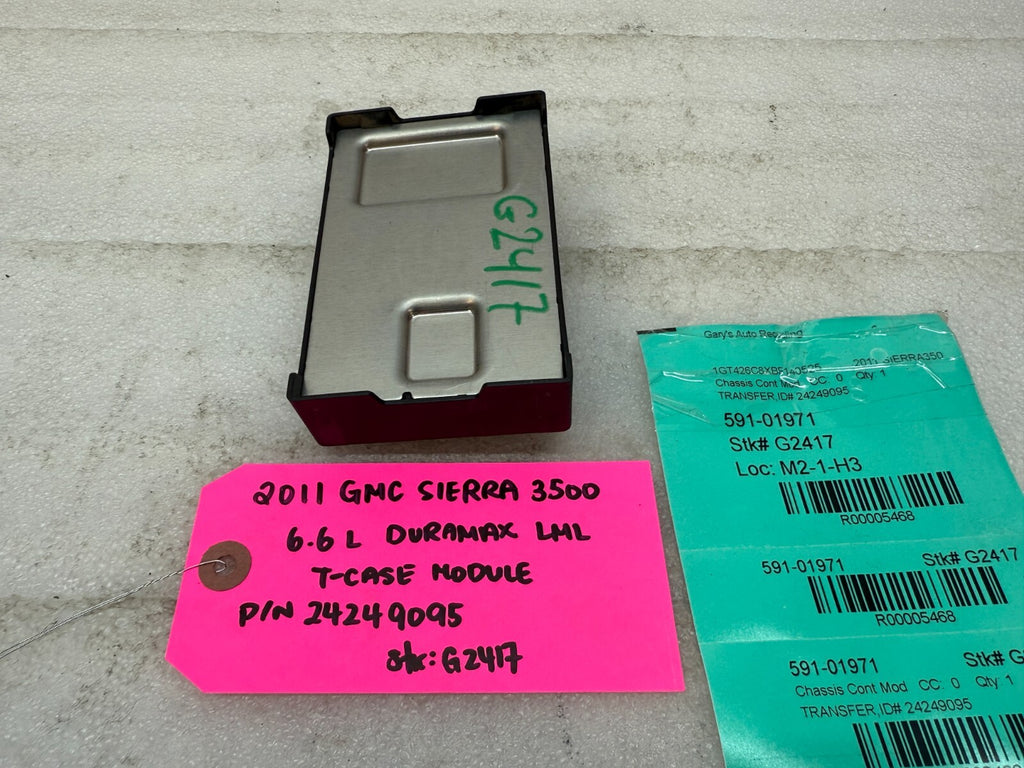 G2417
2011 GMC SIERRA 3500
6.6 L DURAMAX LML
T-CASE MODULE
P/N 24249095
stk: G2417
Gary's Auto Recycling
2011 SIERRA350
Chassis Cont Mod CC: 0 Qty: 1
TRANSFER,ID# 24249095
591-01971
Stk# G2417
Loc: M2-1-H3
R00005468
591-01971 Stk# G2417
R00005468
591-01971 Stk# G2
Chassis Cont Mod CC: 0 Qty: 1
TRANSFER,ID# 24249095